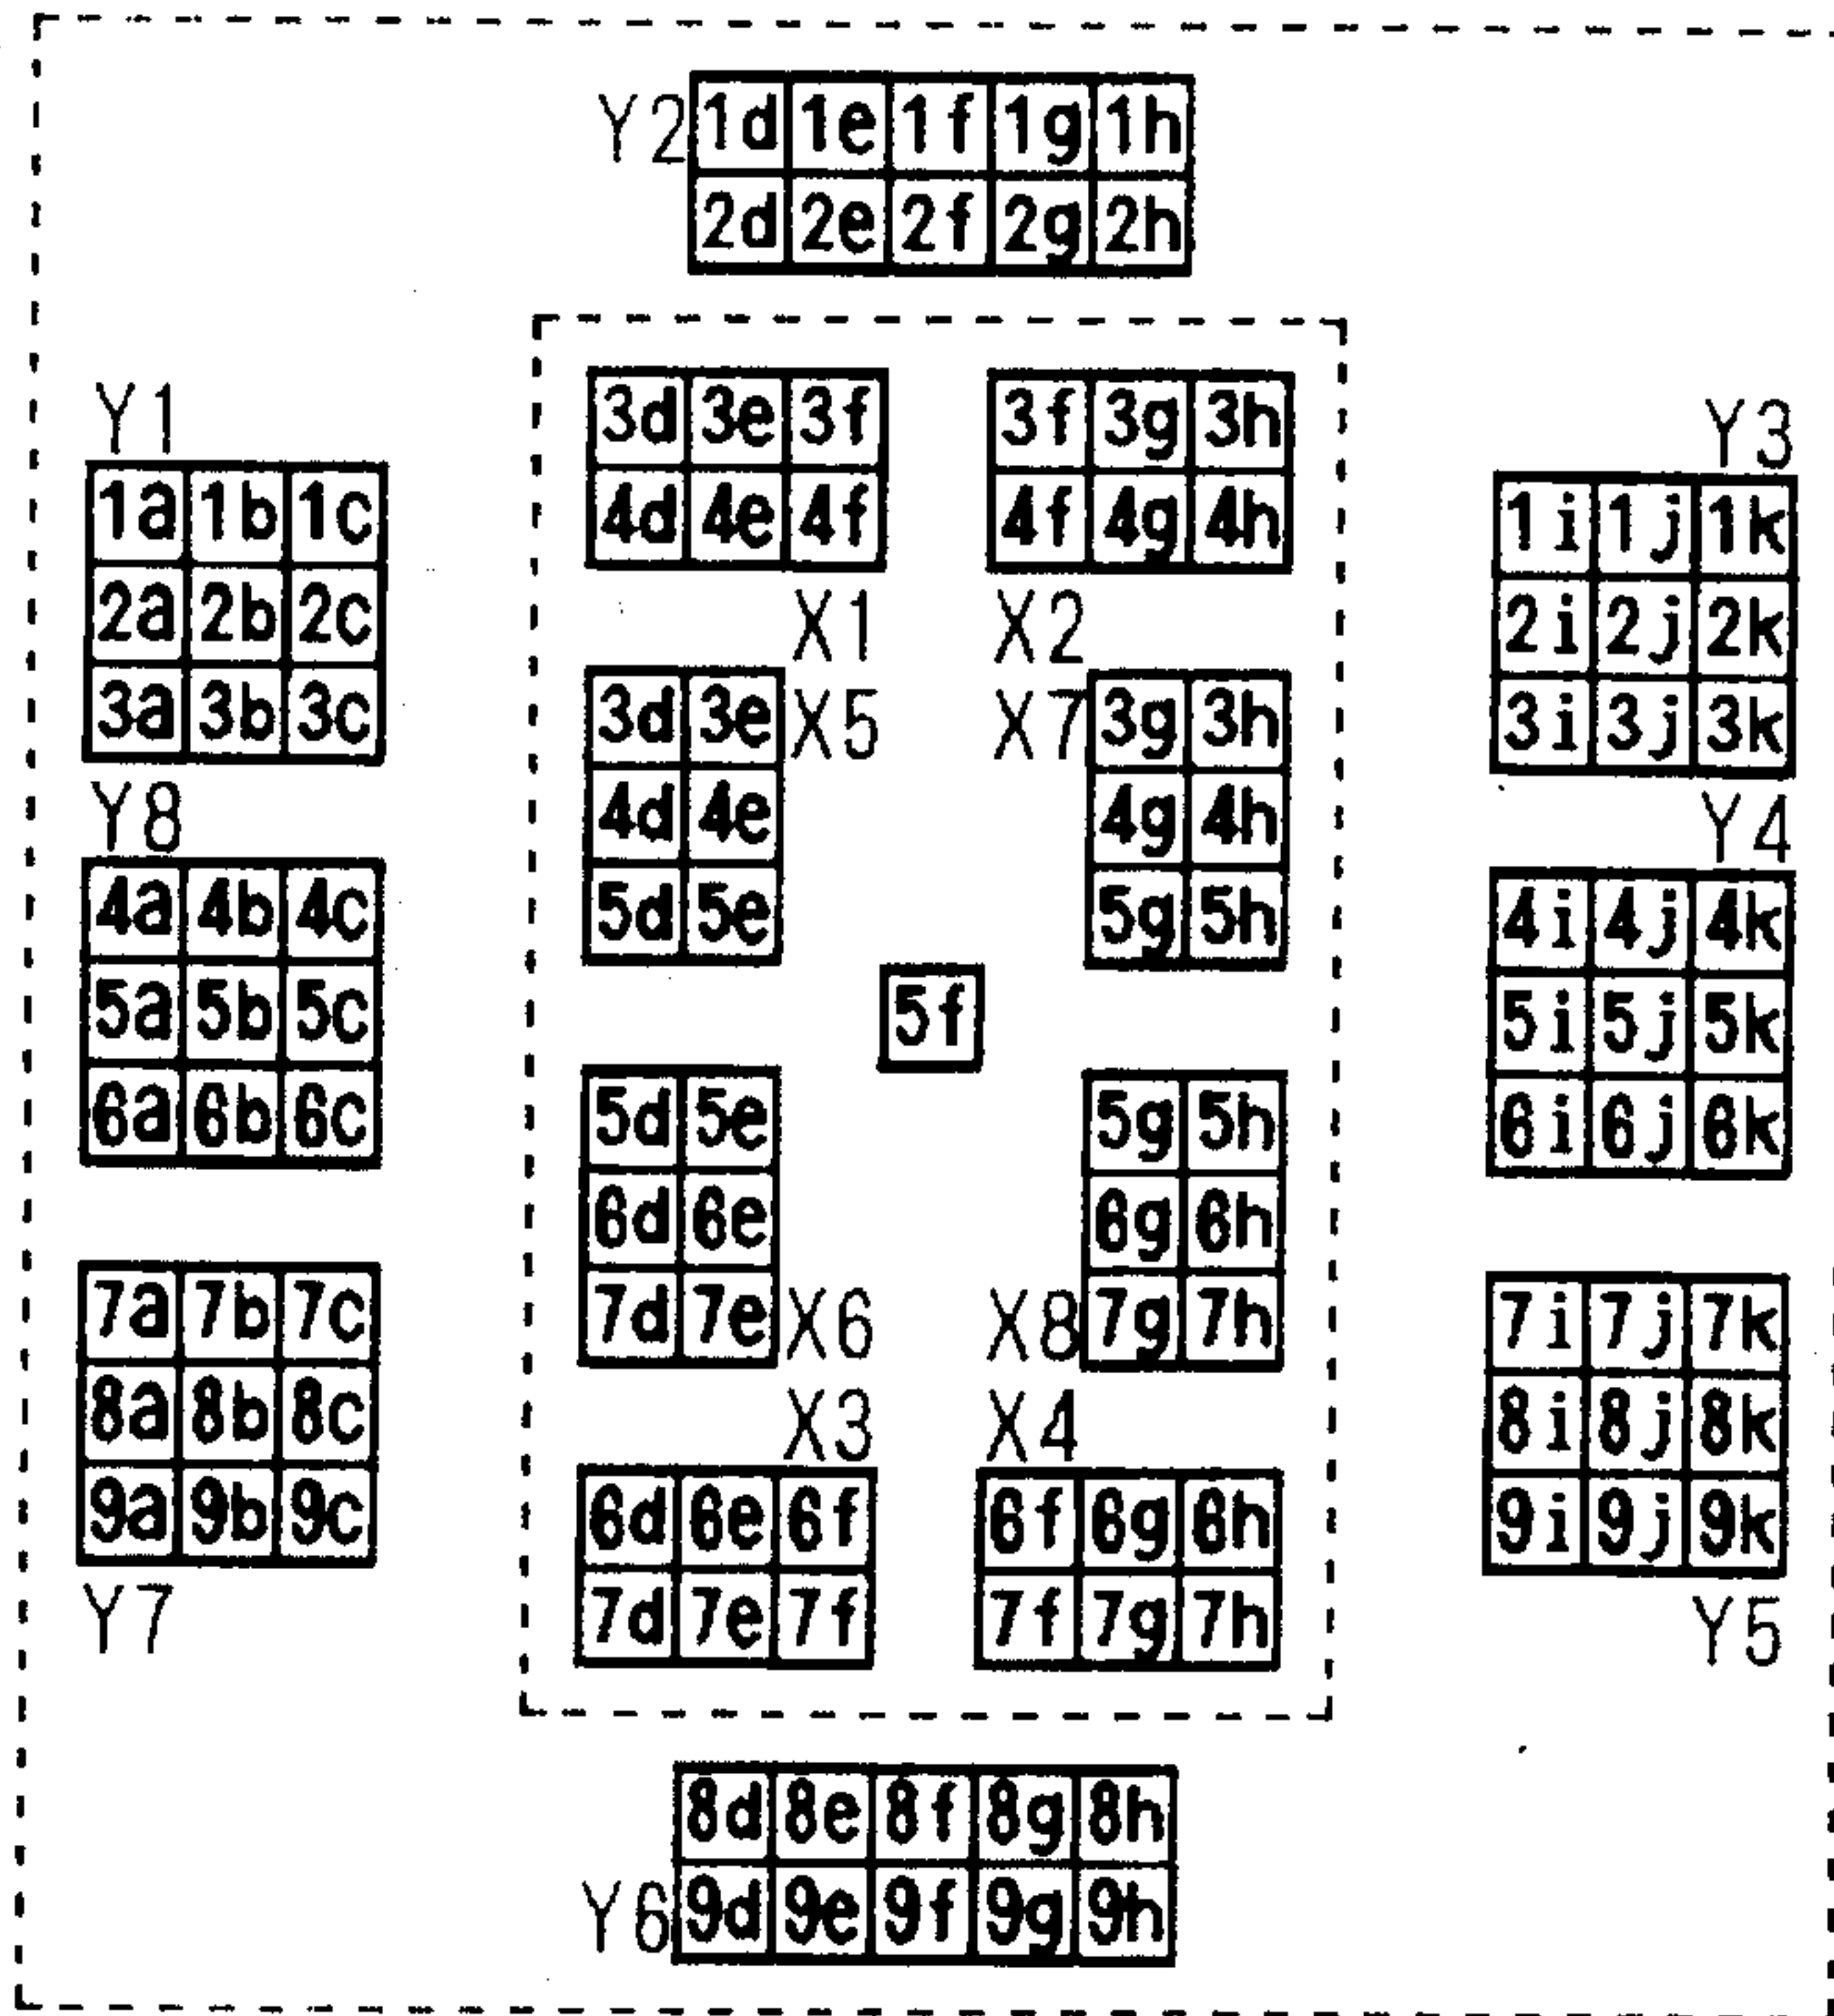 Y2
1d 1e 1f 1g 1h
2d 2e 2f 2g 2h
Y1
1a 1b 1c
2a 2b 2c
3a 3b 3c
Y8
4a 4b 4c
5a 5b 5c
6a 6b 6c
7a 7b 7c
8a 8b 8c
9a 9b 9c
Y7
3d 3e 3f
4d 4e 4f
X1
3f 3g 3h
4f 4g 4h
X2
3d 3e
4d 4e
5d 5e
X5
X7
3g 3h
4g 4h
5g 5h
5f
5d 5e
6d 6e
7d 7e
X6
5g 5h
6g 6h
7g 7h
X8
X3
6d 6e 6f
7d 7e 7f
X4
6f 6g 6h
7f 7g 7h
Y3
1i 1j 1k
2i 2j 2k
3i 3j 3k
Y4
4i 4j 4k
5i 5j 5k
6i 6j 6k
7i 7j 7k
8i 8j 8k
9i 9j 9k
Y5
8d 8e 8f 8g 8h
9d 9e 9f 9g 9h
Y6